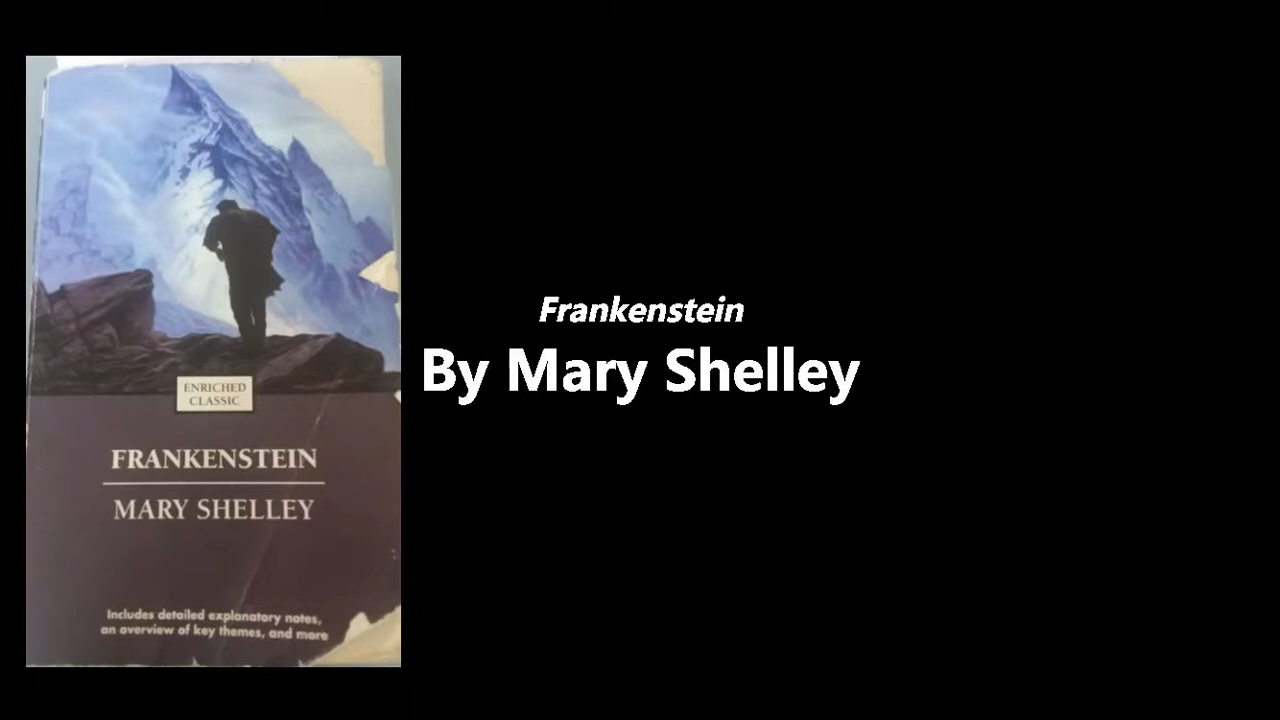 ENRICHED
CLASSIC
FRANKENSTEIN
MARY SHELLEY
Includes detailed explanatory notes,
an overview of key themes, and more
Frankenstein
By Mary Shelley